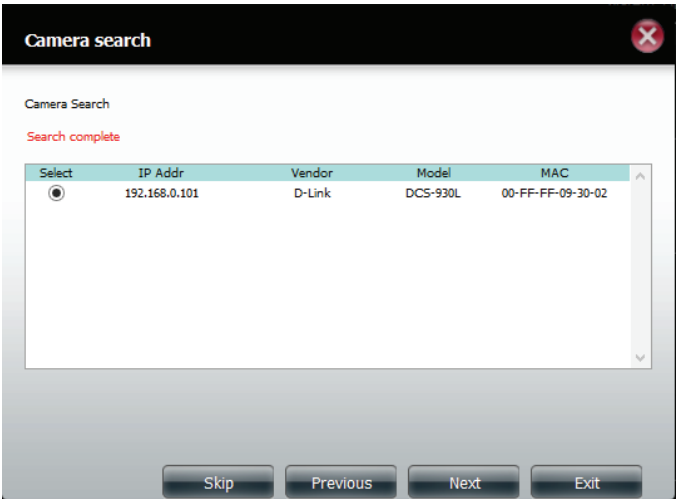 Camera search
Camera Search
Search complete
Select IP Addr Vendor Model MAC
192.168.0.101 D-Link DCS-930L 00-FF-FF-09-30-02
Skip Previous Next Exit